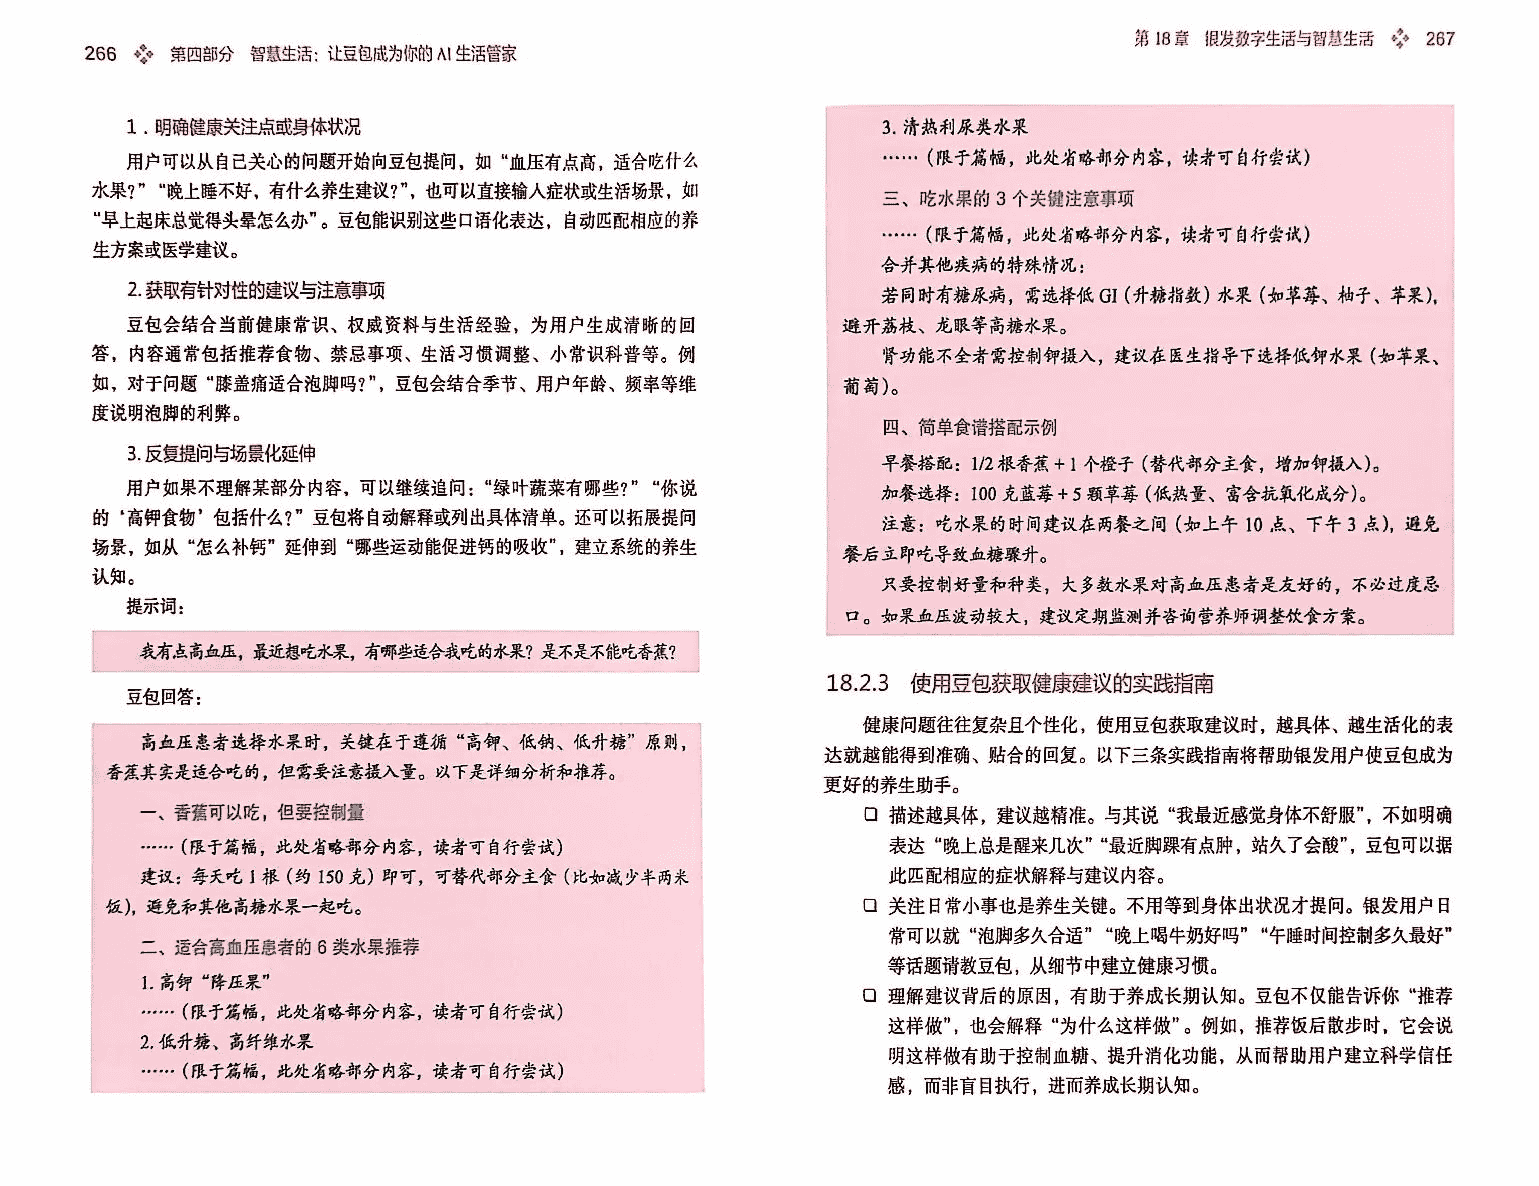 266 第四部分 智慧生活：让豆包成为你的 AI 生活管家
1．明确健康关注点或身体状况
用户可以从自己关心的问题开始向豆包提问，如“血压有点高，适合吃什么
水果？”“晚上睡不好，有什么养生建议？”，也可以直接输入症状或生活场景，如
“早上起床总觉得头晕怎么办”。豆包能识别这些口语化表达，自动匹配相应的养
生方案或医学建议。
2. 获取有针对性的建议与注意事项
豆包会结合当前健康常识、权威资料与生活经验，为用户生成清晰的回
答，内容通常包括推荐食物、禁忌事项、生活习惯调整、小常识科普等。例
如，对于问题“膝盖痛适合泡脚吗？”，豆包会结合季节、用户年龄、频率等维
度说明泡脚的利弊。
3. 反复提问与场景化延伸
用户如果不理解某部分内容，可以继续追问：“绿叶蔬菜有哪些？”“你说
的‘高钾食物’包括什么？”豆包将自动解释或列出具体清单。还可以拓展提问
场景，如从“怎么补钙”延伸到“哪些运动能促进钙的吸收”，建立系统的养生
认知。
提示词：
我有点高血压，最近想吃水果，有哪些适合我吃的水果？是不是不能吃香蕉？
豆包回答：
高血压患者选择水果时，关键在于遵循“高钾、低钠、低升糖”原则，
香蕉其实是适合吃的，但需要注意摄入量。以下是详细分析和推荐。
一、香蕉可以吃，但要控制量
……（限于篇幅，此处省略部分内容，读者可自行尝试）
建议：每天吃 1 根（约 150 克）即可，可替代部分主食（比如减少半两米
饭），避免和其他高糖水果一起吃。
二、适合高血压患者的 6 类水果推荐
1. 高钾“降压果”
……（限于篇幅，此处省略部分内容，读者可自行尝试）
2. 低升糖、高纤维水果
……（限于篇幅，此处省略部分内容，读者可自行尝试）
第 18 章 银发数字生活与智慧生活 267
3. 清热利尿类水果
……（限于篇幅，此处省略部分内容，读者可自行尝试）
三、吃水果的 3 个关键注意事项
……（限于篇幅，此处省略部分内容，读者可自行尝试）
合并其他疾病的特殊情况：
若同时有糖尿病，需选择低 GI（升糖指数）水果（如草莓、柚子、苹果），
避开荔枝、龙眼等高糖水果。
肾功能不全者需控制钾摄入，建议在医生指导下选择低钾水果（如苹果、
葡萄）。
四、简单食谱搭配示例
早餐搭配：1/2 根香蕉 + 1 个橙子（替代部分主食，增加钾摄入）。
加餐选择：100 克蓝莓 + 5 颗草莓（低热量、富含抗氧化成分）。
注意：吃水果的时间建议在两餐之间（如上午 10 点、下午 3 点），避免
餐后立即吃导致血糖骤升。
只要控制好量和种类，大多数水果对高血压患者是友好的，不必过度忌
口。如果血压波动较大，建议定期监测并咨询营养师调整饮食方案。
18.2.3 使用豆包获取健康建议的实践指南
健康问题往往复杂且个性化，使用豆包获取建议时，越具体、越生活化的表
达就越能得到准确、贴合的回复。以下三条实践指南将帮助银发用户使豆包成为
更好的养生助手。
❑ 描述越具体，建议越精准。与其说“我最近感觉身体不舒服”，不如明确
表达“晚上总是醒来几次”“最近脚踝有点肿，站久了会酸”，豆包可以据
此匹配相应的症状解释与建议内容。
❑ 关注日常小事也是养生关键。不用等到身体出状况才提问。银发用户日
常可以就“泡脚多久合适”“晚上喝牛奶好吗”“午睡时间控制多久最好”
等话题请教豆包，从细节中建立健康习惯。
❑ 理解建议背后的原因，有助于养成长期认知。豆包不仅能告诉你“推荐
这样做”，也会解释“为什么这样做”。例如，推荐饭后散步时，它会说
明这样做有助于控制血糖、提升消化功能，从而帮助用户建立科学信任
感，而非盲目执行，进而养成长期认知。